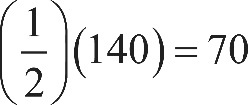 (1/2)(140) = 70